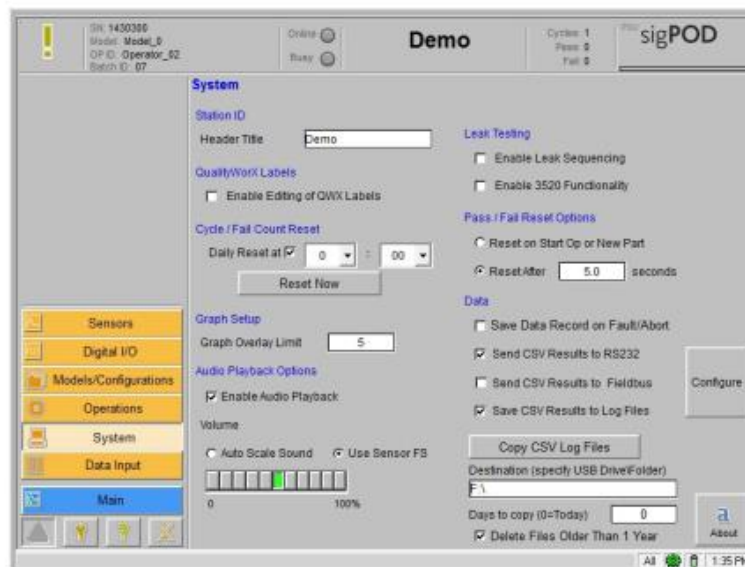 SN: 1430300
Model: Model_0
OP ID: Operator_02
Batch ID: 07
Online
Busy
Demo
Cycles: 1
Pass: 0
Fail: 0
sigPOD
System
Station ID
Header Title Demo
QualityWorX Labels
Enable Editing of QWX Labels
Cycle / Fail Count Reset
Daily Reset at 0 : 00
Reset Now
Graph Setup
Graph Overlay Limit 5
Audio Playback Options
Enable Audio Playback
Volume
Auto Scale Sound Use Sensor FS
0 100%
Leak Testing
Enable Leak Sequencing
Enable 3520 Functionality
Pass / Fail Reset Options
Reset on Start Op or New Part
Reset After 5.0 seconds
Data
Save Data Record on Fault/Abort
Send CSV Results to RS232
Send CSV Results to Fieldbus
Save CSV Results to Log Files
Configure
Copy CSV Log Files
Destination (specify USB Drive\Folder)
F:\
Days to copy (0=Today) 0
Delete Files Older Than 1 Year
a
About
Sensors
Digital I/O
Models/Configurations
Operations
System
Data Input
Main
All 1:35 PM